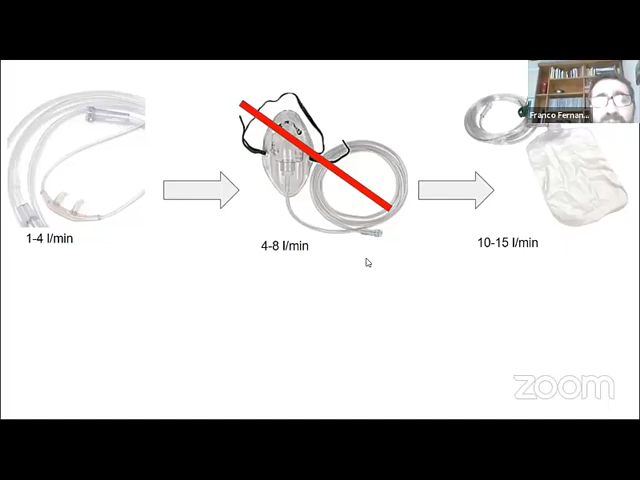 Franco Fernan...
1-4 l/min
4-8 l/min
10-15 l/min
zoom